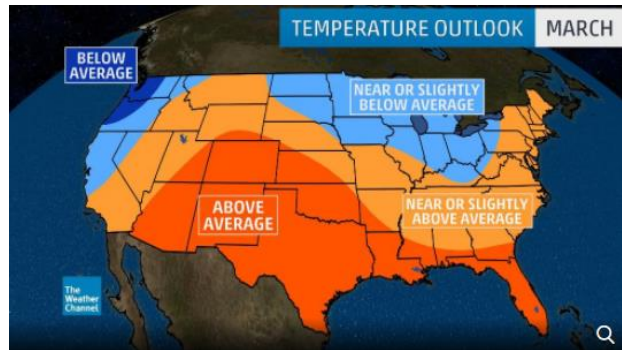 TEMPERATURE OUTLOOK MARCH
BELOW
AVERAGE
NEAR OR SLIGHTLY
BELOW AVERAGE
ABOVE
AVERAGE
NEAR OR SLIGHTLY
ABOVE AVERAGE
The
Weather
Channel